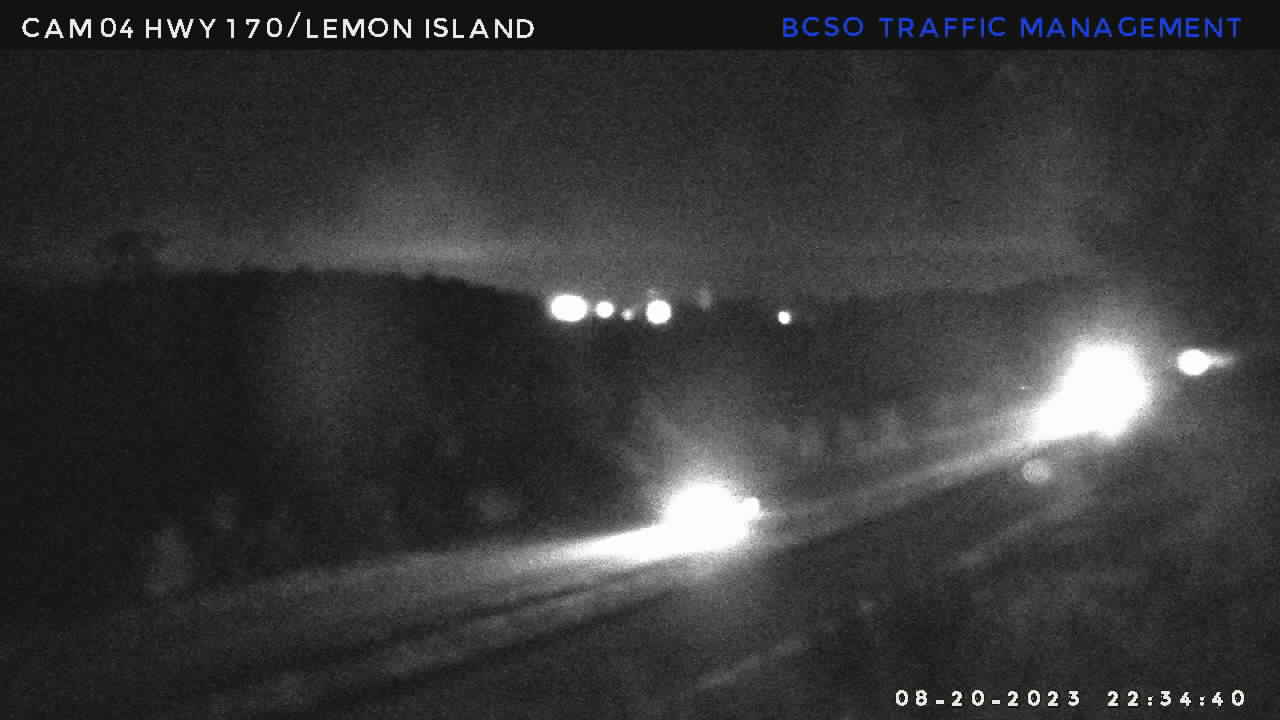 CAM04 HWY 170/LEMON ISLAND
BCSO TRAFFIC MANAGEMENT
08-20-2023 22:34:40